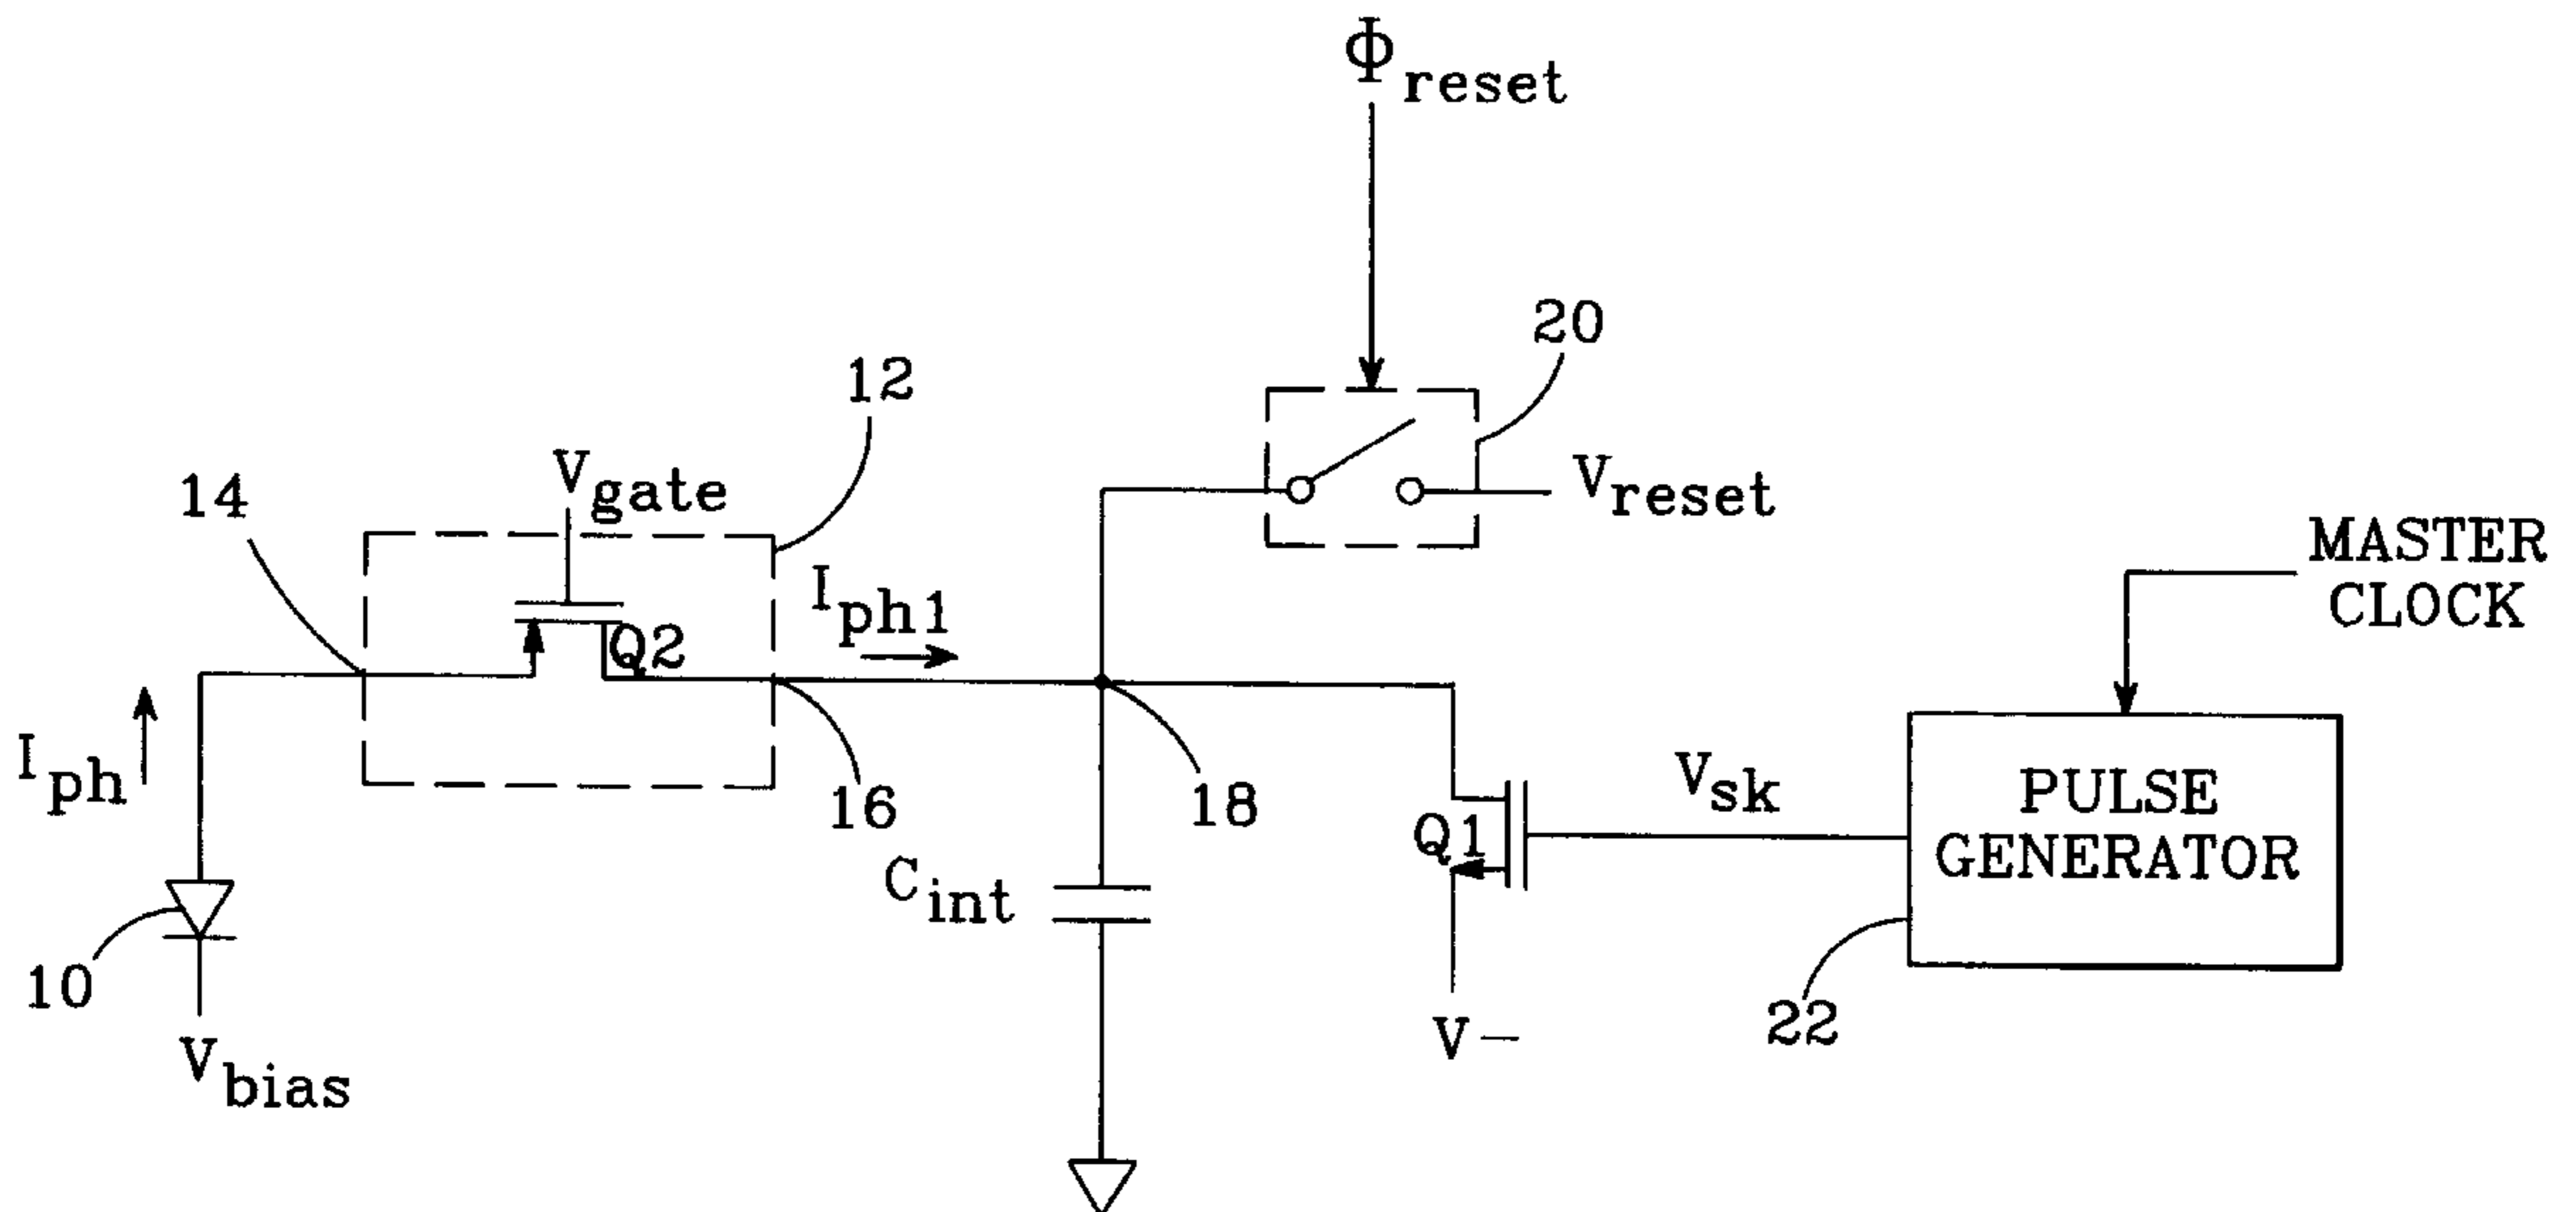 Φreset
20
12
Vgate
14
Vreset
MASTER
CLOCK
Iph1
Q2
Iph
16
18
Vsk
PULSE
GENERATOR
Q1
Cint
10
22
V-
Vbias